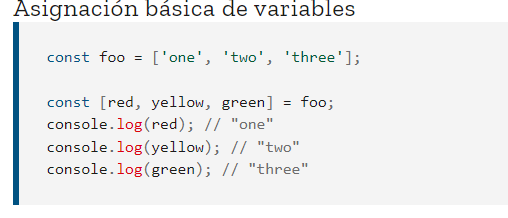 Asignación básica de variables
const foo = ['one', 'two', 'three'];
const [red, yellow, green] = foo;
console.log(red); // "one"
console.log(yellow); // "two"
console.log(green); // "three"